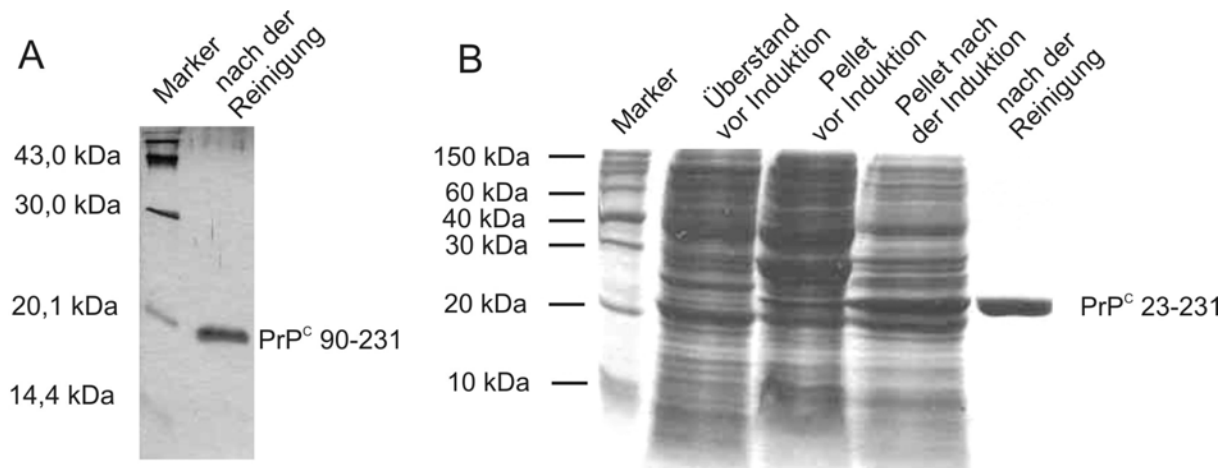 A
Marker
nach der
Reinigung
43,0 kDa
30,0 kDa
20,1 kDa
14,4 kDa
PrPᶜ 90-231
B
Marker
Überstand
vor Induktion
Pellet
vor Induktion
Pellet nach
der Induktion
nach der
Reinigung
150 kDa
60 kDa
40 kDa
30 kDa
20 kDa
10 kDa
PrPᶜ 23-231